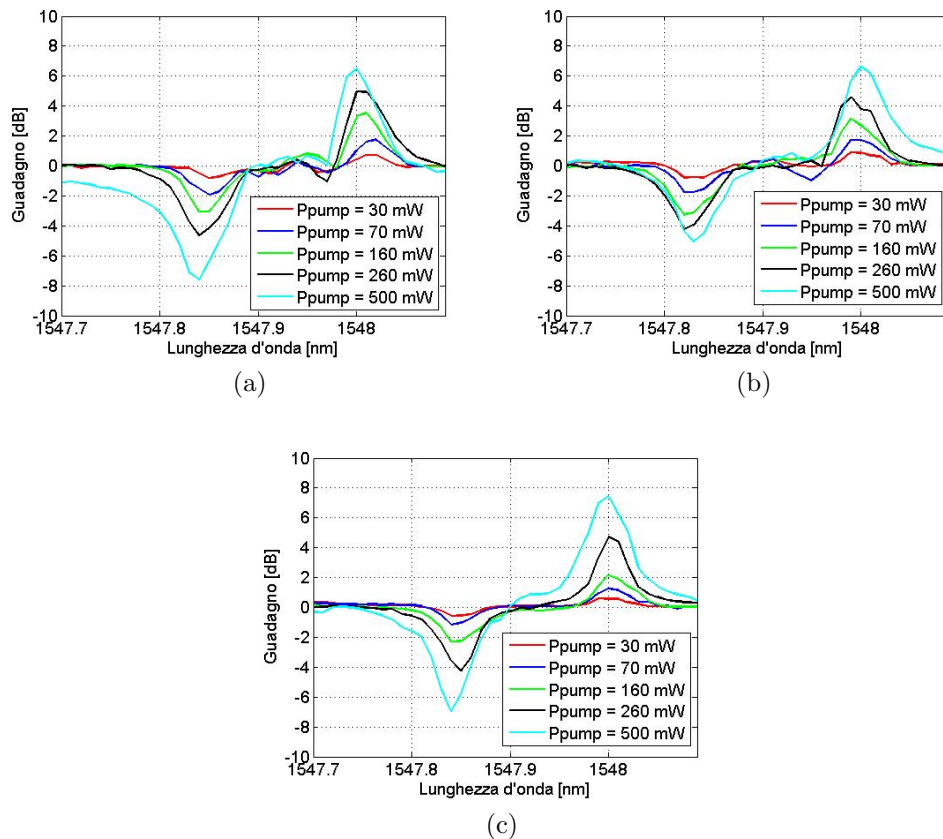 10
8
6
4
2
0
-2
-4
-6
-8
-10
Guadagno [dB]
Ppump = 30 mW
Ppump = 70 mW
Ppump = 160 mW
Ppump = 260 mW
Ppump = 500 mW
1547.7 1547.8 1547.9 1548
Lunghezza d'onda [nm]
(a)
10
8
6
4
2
0
-2
-4
-6
-8
-10
Guadagno [dB]
Ppump = 30 mW
Ppump = 70 mW
Ppump = 160 mW
Ppump = 260 mW
Ppump = 500 mW
1547.7 1547.8 1547.9 1548
Lunghezza d'onda [nm]
(b)
10
8
6
4
2
0
-2
-4
-6
-8
-10
Guadagno [dB]
Ppump = 30 mW
Ppump = 70 mW
Ppump = 160 mW
Ppump = 260 mW
Ppump = 500 mW
1547.7 1547.8 1547.9 1548
Lunghezza d'onda [nm]
(c)